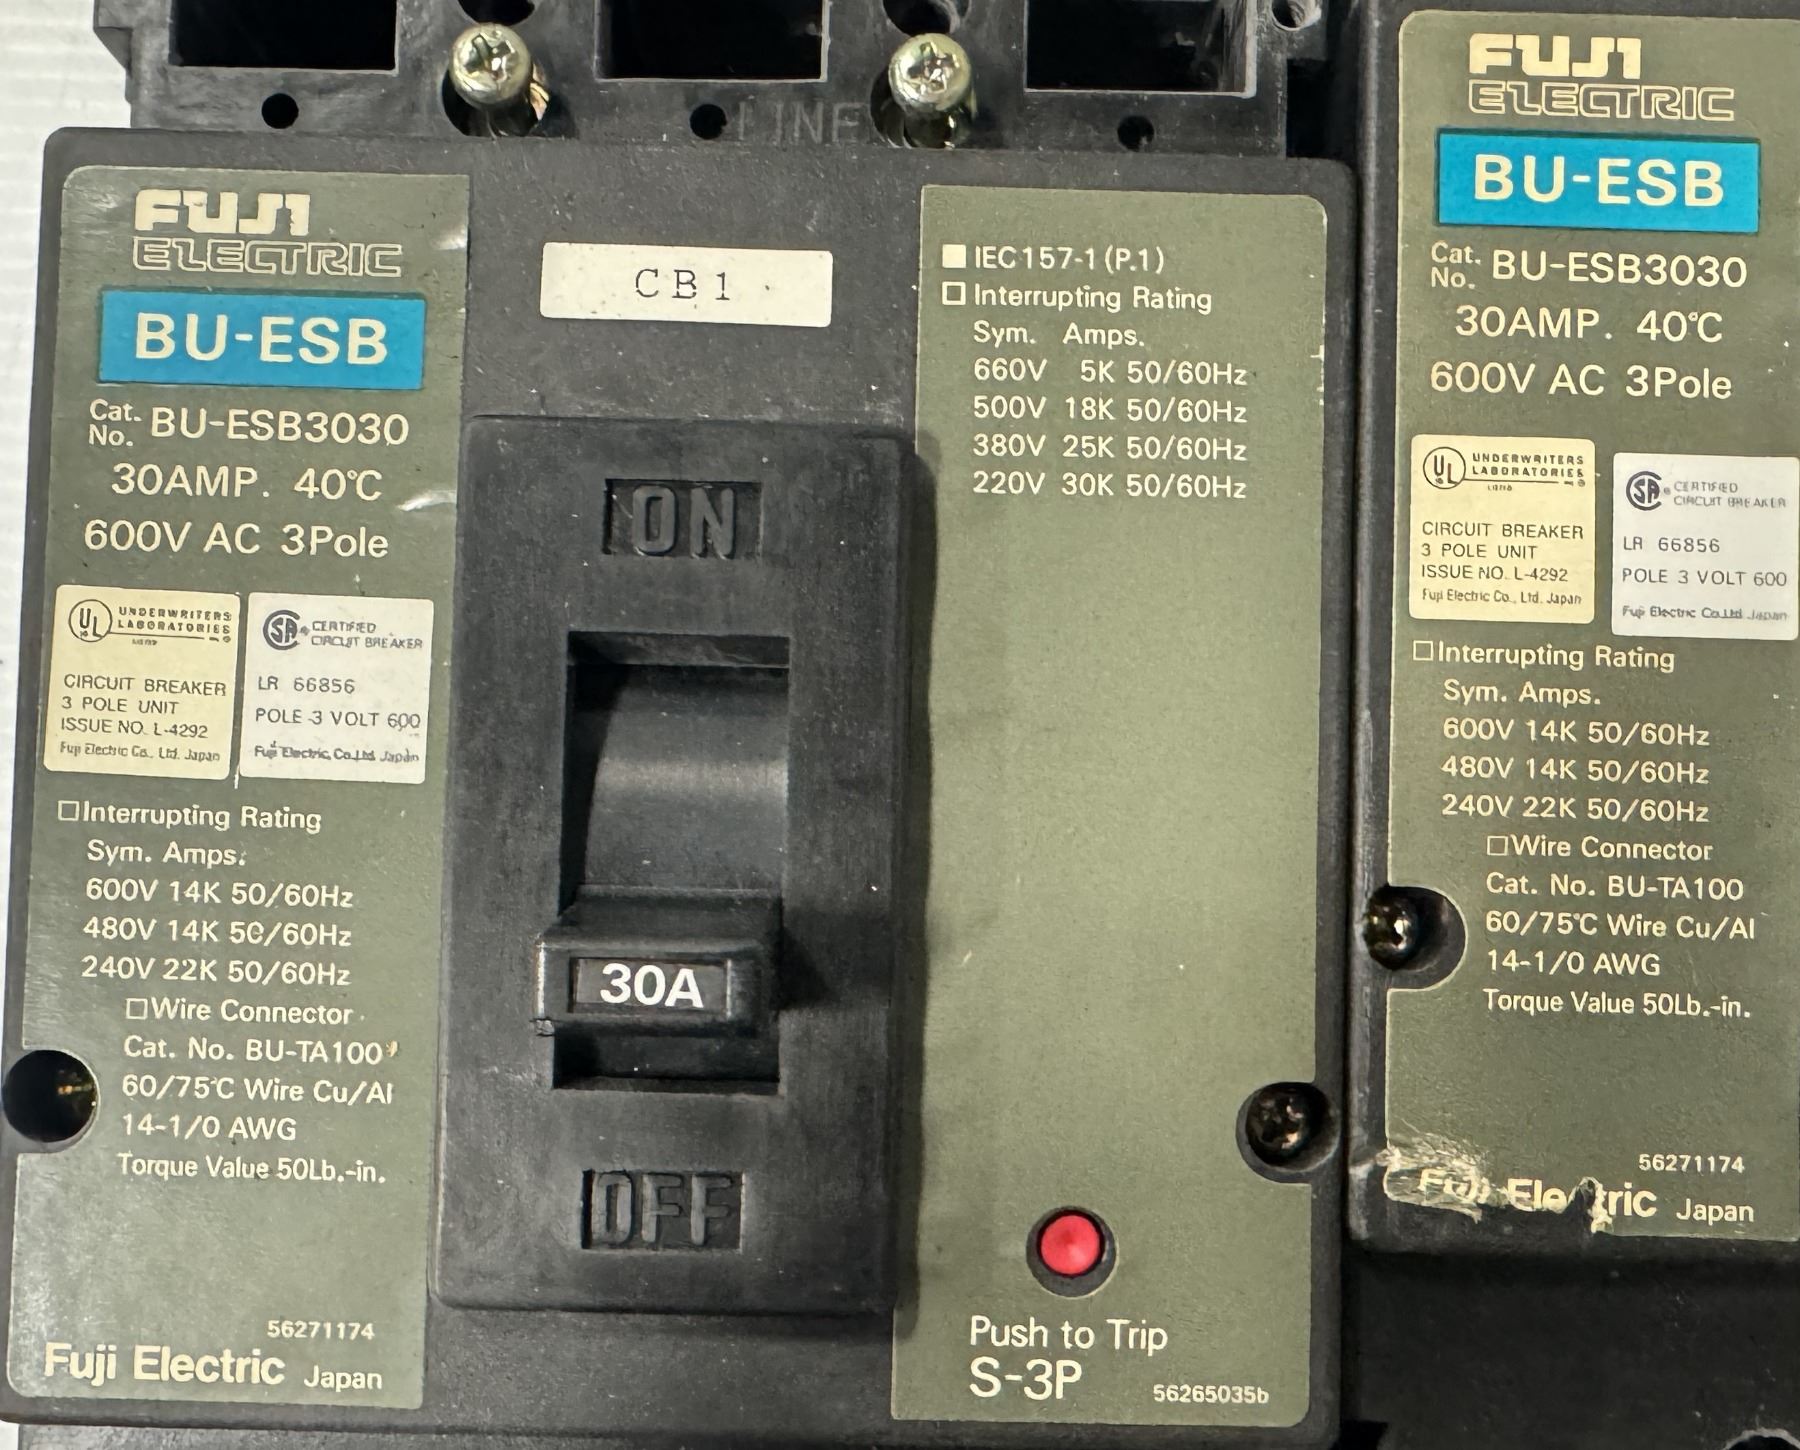 LINE
FUJI
ELECTRIC
BU-ESB
Cat. No. BU-ESB3030
30AMP. 40℃
600V AC 3Pole
UL UNDERWRITERS
LABORATORIES
LISTED
CIRCUIT BREAKER
3 POLE UNIT
ISSUE NO. L-4292
Fuji Electric Co., Ltd. Japan
SA CERTIFIED
CIRCUIT BREAKER
LR 66856
POLE 3 VOLT 600
Fuji Electric Co.Ltd Japan
□Interrupting Rating
Sym. Amps.
600V 14K 50/60Hz
480V 14K 50/60Hz
240V 22K 50/60Hz
□Wire Connector
Cat. No. BU-TA100
60/75℃ Wire Cu/Al
14-1/0 AWG
Torque Value 50Lb.-in.
56271174
Fuji Electric Japan
CB1
ON
30A
OFF
■ IEC157-1(P.1)
□ Interrupting Rating
Sym. Amps.
660V 5K 50/60Hz
500V 18K 50/60Hz
380V 25K 50/60Hz
220V 30K 50/60Hz
Push to Trip
S-3P
56265035b
FUJI
ELECTRIC
BU-ESB
Cat. No. BU-ESB3030
30AMP. 40℃
600V AC 3Pole
UL UNDERWRITERS
LABORATORIES
LISTED
CIRCUIT BREAKER
3 POLE UNIT
ISSUE NO. L-4292
Fuji Electric Co., Ltd. Japan
SA CERTIFIED
CIRCUIT BREAKER
LR 66856
POLE 3 VOLT 600
Fuji Electric Co.Ltd Japan
□Interrupting Rating
Sym. Amps.
600V 14K 50/60Hz
480V 14K 50/60Hz
240V 22K 50/60Hz
□Wire Connector
Cat. No. BU-TA100
60/75℃ Wire Cu/Al
14-1/0 AWG
Torque Value 50Lb.-in.
56271174
Fuji Electric Japan